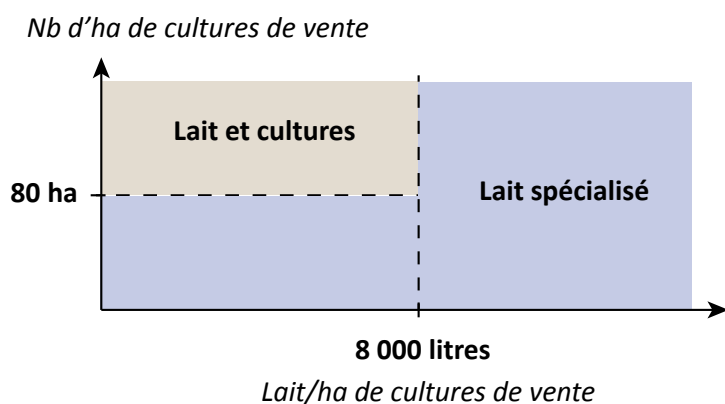 Nb d’ha de cultures de vente
Lait et cultures
80 ha
Lait spécialisé
8 000 litres
Lait/ha de cultures de vente